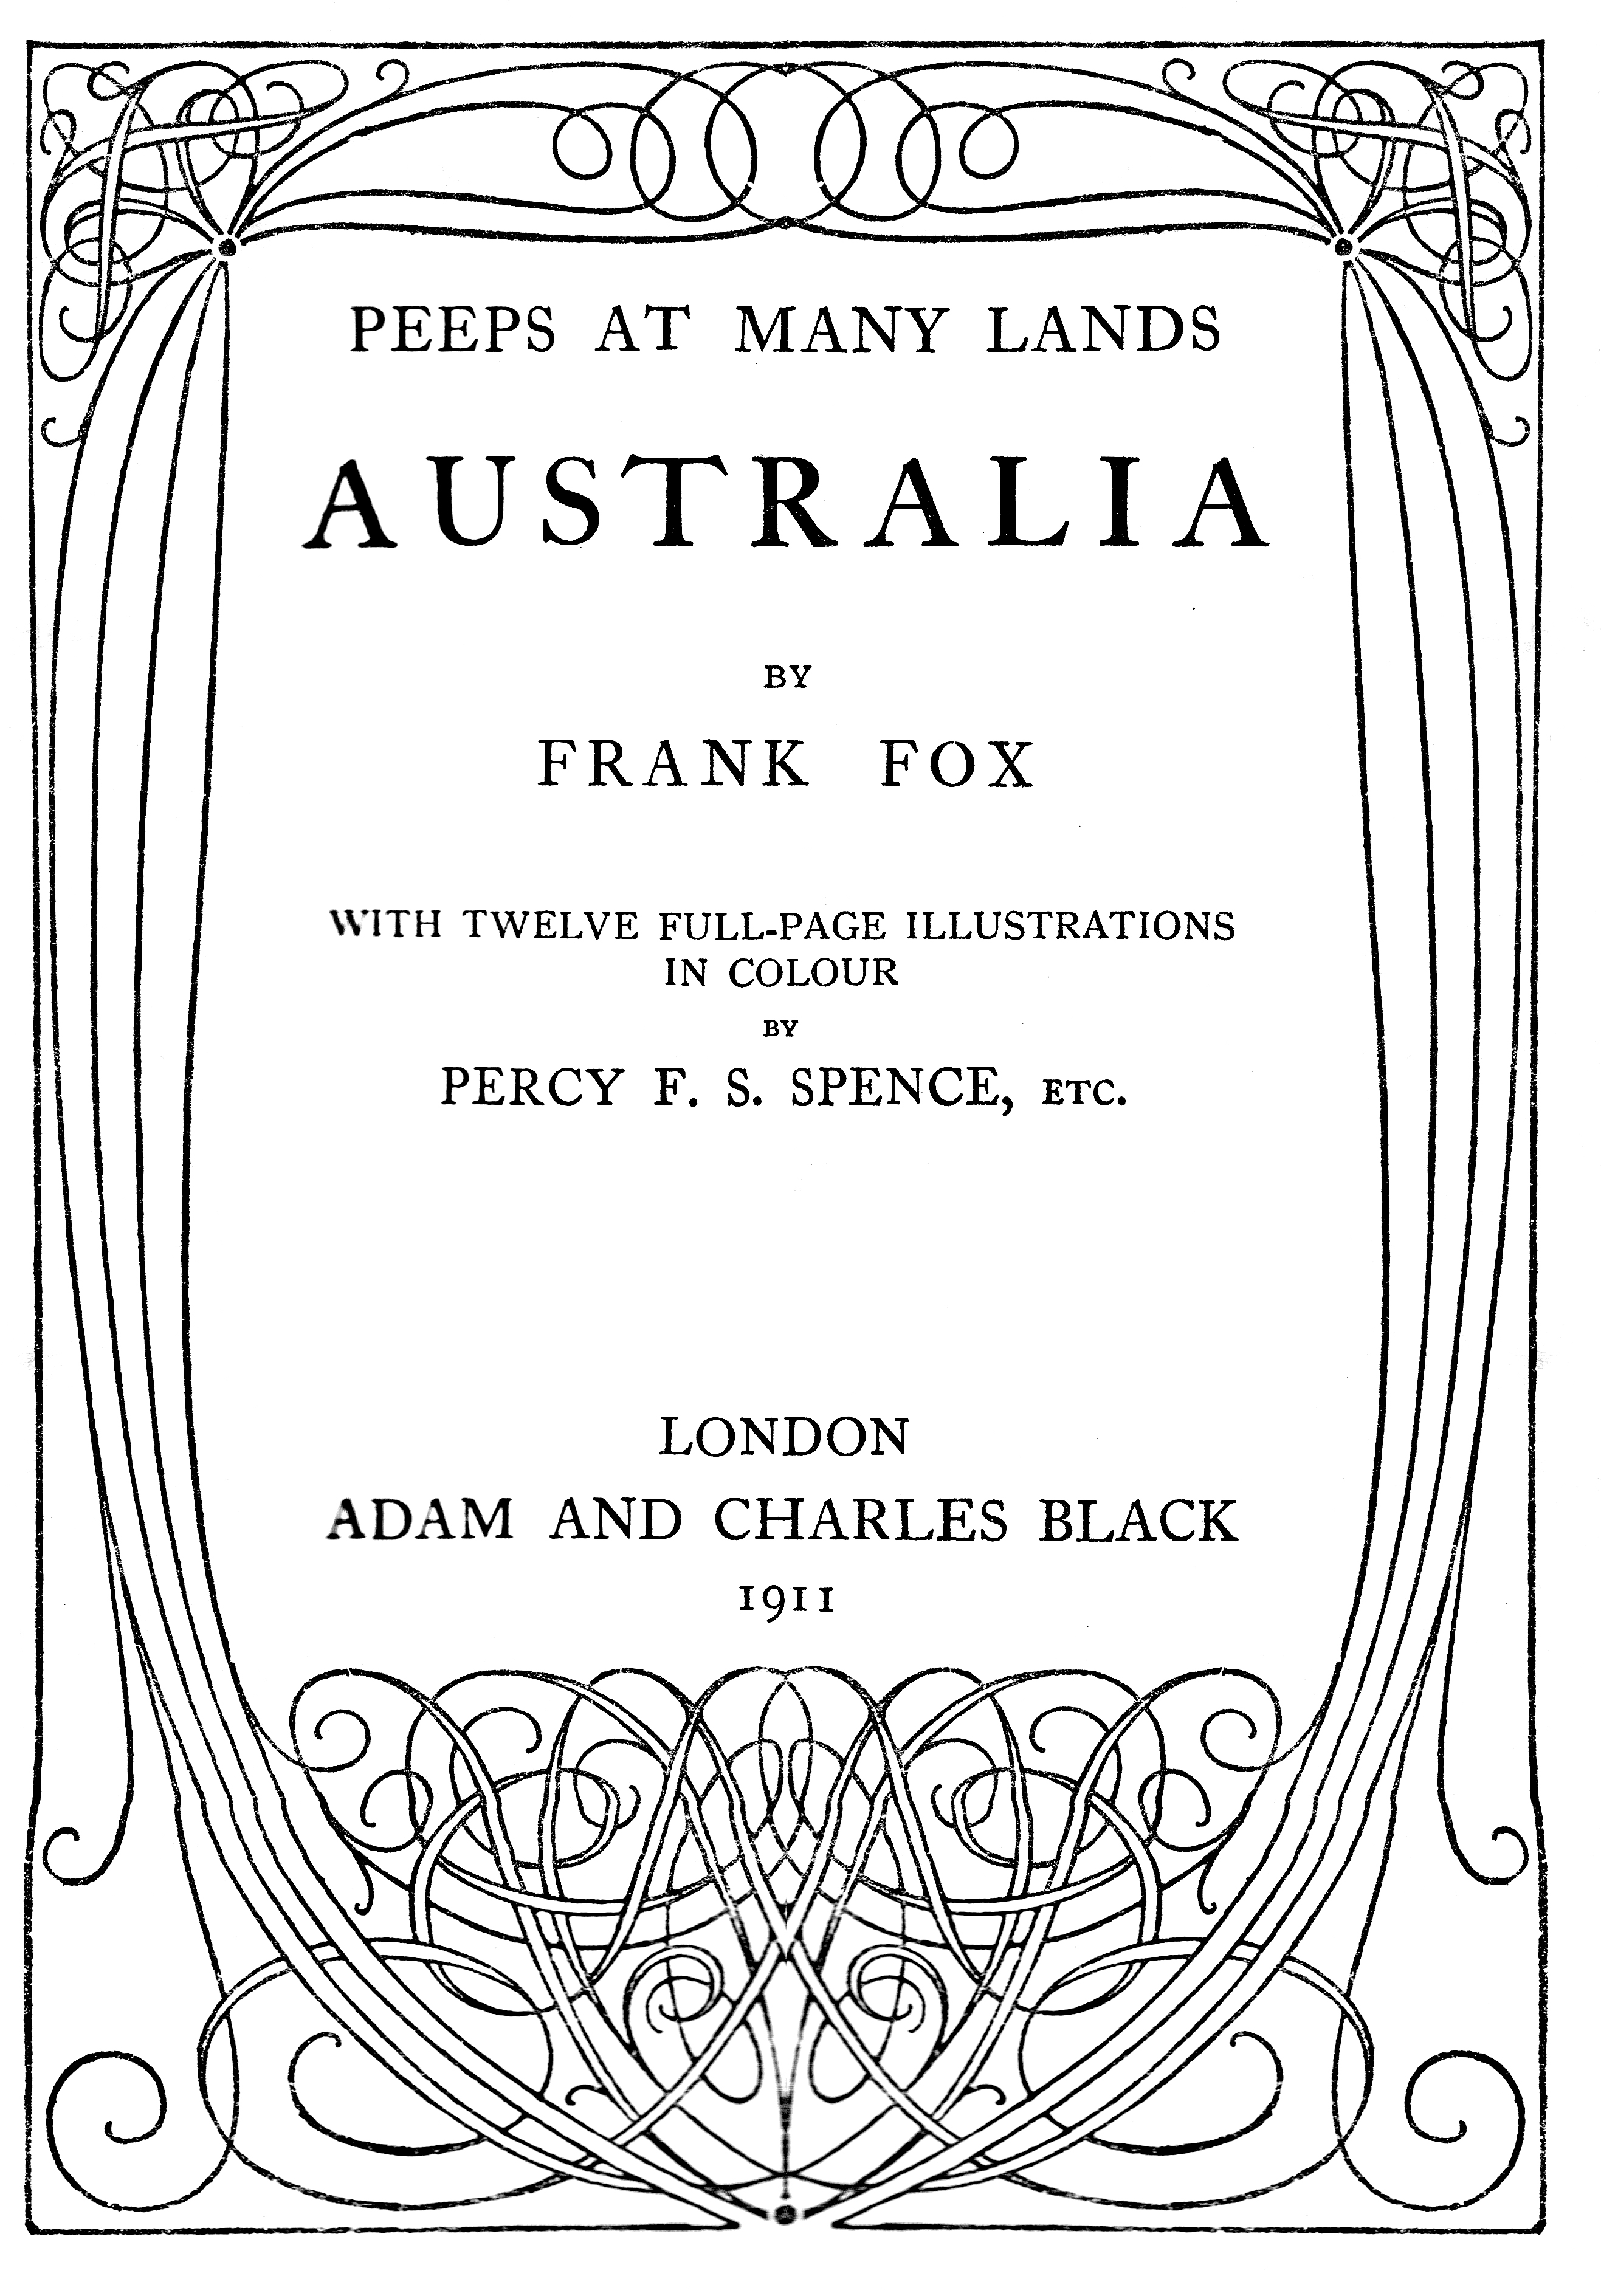 PEEPS AT MANY LANDS
AUSTRALIA
BY
FRANK FOX
WITH TWELVE FULL-PAGE ILLUSTRATIONS
IN COLOUR
BY
PERCY F. S. SPENCE, ETC.
LONDON
ADAM AND CHARLES BLACK
1911